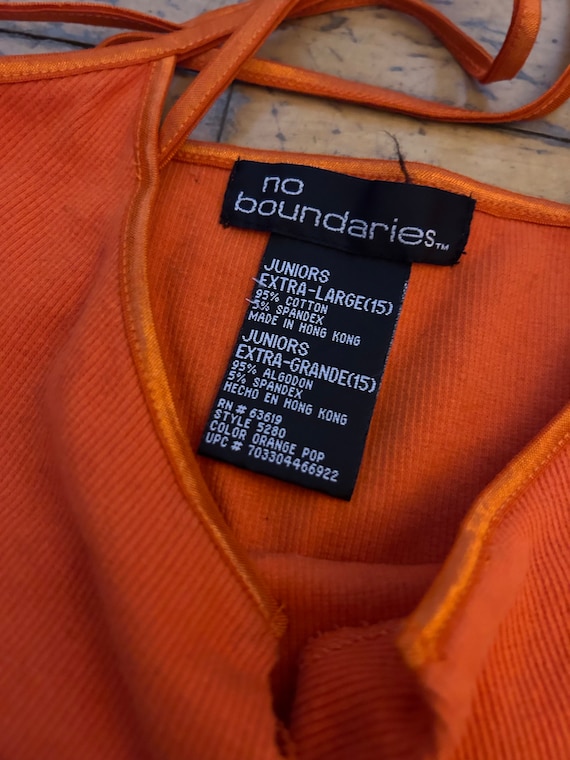 no
boundaries™
JUNIORS
EXTRA-LARGE(15)
95% COTTON
5% SPANDEX
MADE IN HONG KONG
JUNIORS
EXTRA-GRANDE(15)
95% ALGODON
5% SPANDEX
HECHO EN HONG KONG
RN # 63619
STYLE 5280
COLOR ORANGE POP
UPC # 703304466922